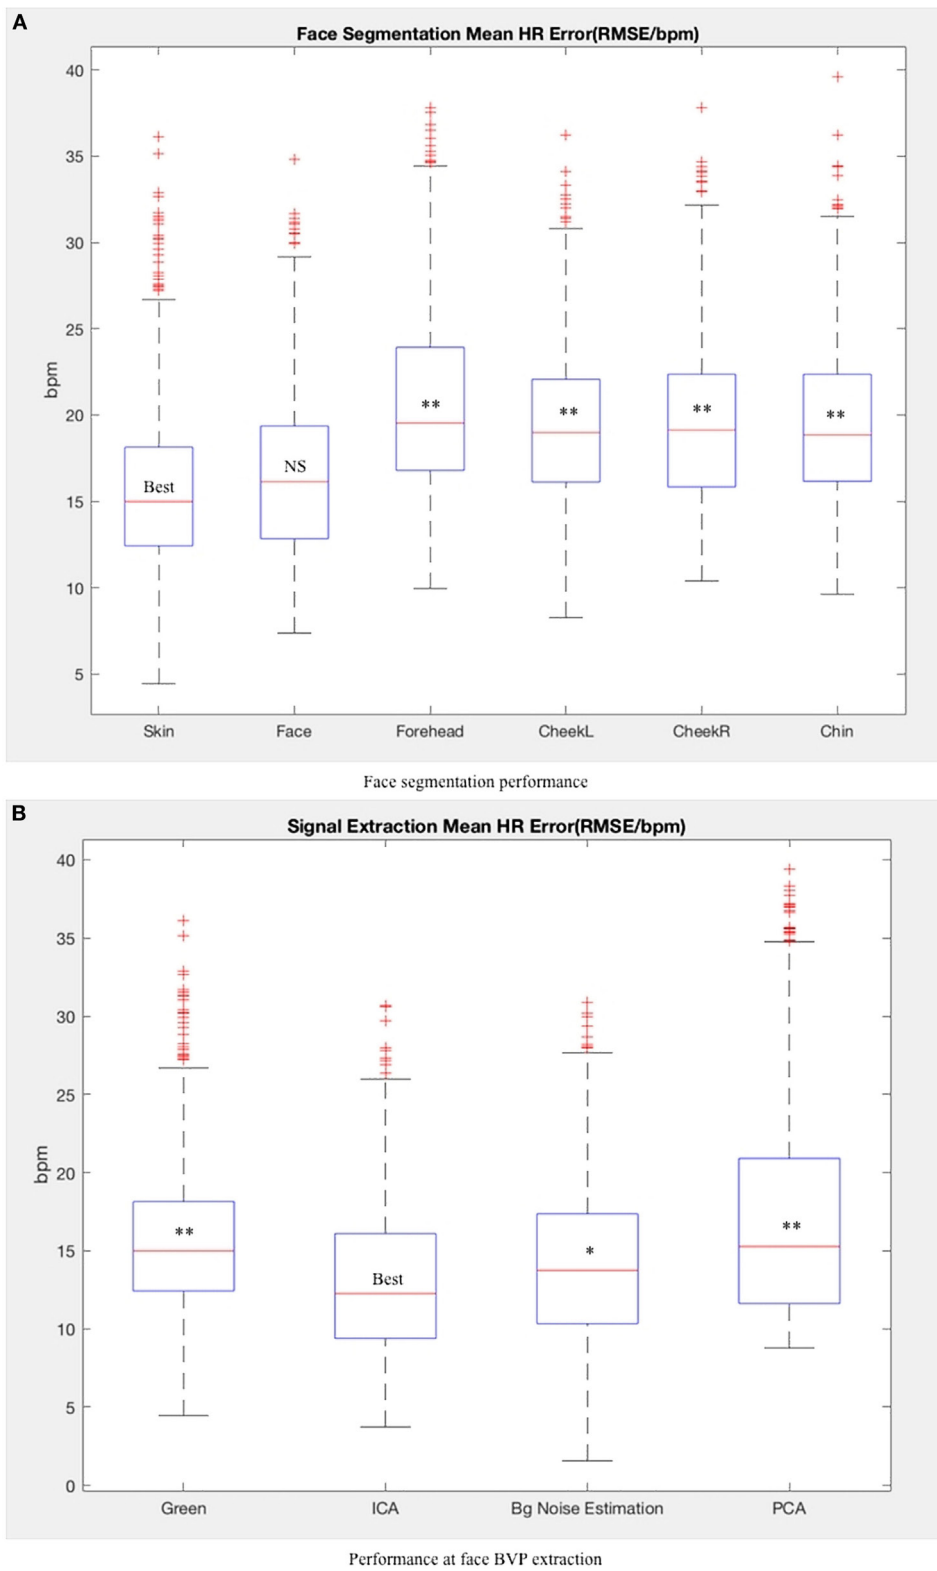 A
Face Segmentation Mean HR Error(RMSE/bpm)
40
35
30
25
20
15
10
5
bpm
Best
NS
**
**
**
**
Skin Face Forehead CheekL CheekR Chin
Face segmentation performance
B
Signal Extraction Mean HR Error(RMSE/bpm)
40
35
30
25
20
15
10
5
0
bpm
**
Best
*
**
Green ICA Bg Noise Estimation PCA
Performance at face BVP extraction